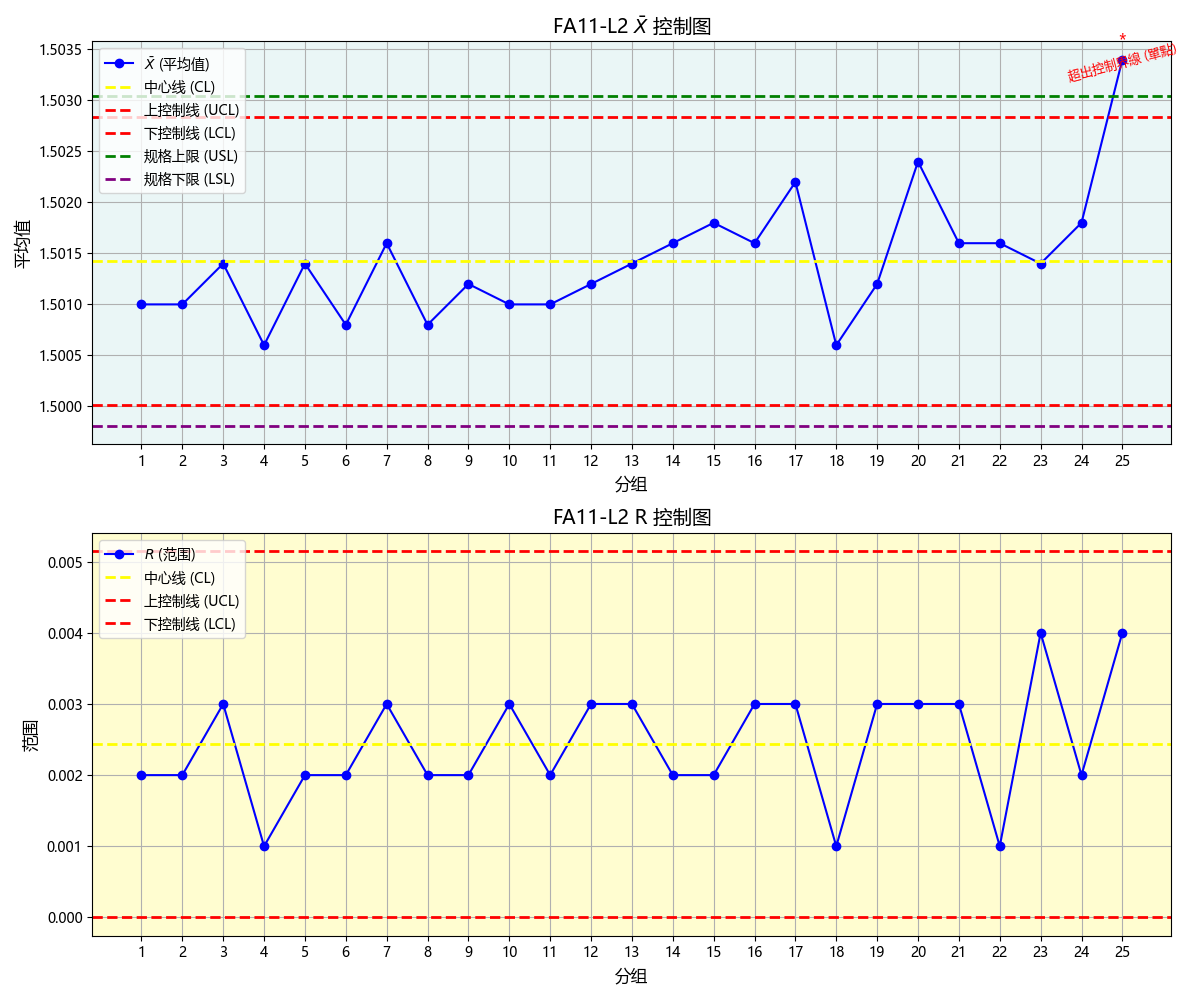 FA11-L2 X̄ 控制图
*
超出控制界線 (單點)
X̄ (平均值)
中心线 (CL)
上控制线 (UCL)
下控制线 (LCL)
规格上限 (USL)
规格下限 (LSL)
平均值
1.5035
1.5030
1.5025
1.5020
1.5015
1.5010
1.5005
1.5000
1 2 3 4 5 6 7 8 9 10 11 12 13 14 15 16 17 18 19 20 21 22 23 24 25
分组
FA11-L2 R 控制图
R (范围)
中心线 (CL)
上控制线 (UCL)
下控制线 (LCL)
范围
0.005
0.004
0.003
0.002
0.001
0.000
1 2 3 4 5 6 7 8 9 10 11 12 13 14 15 16 17 18 19 20 21 22 23 24 25
分组